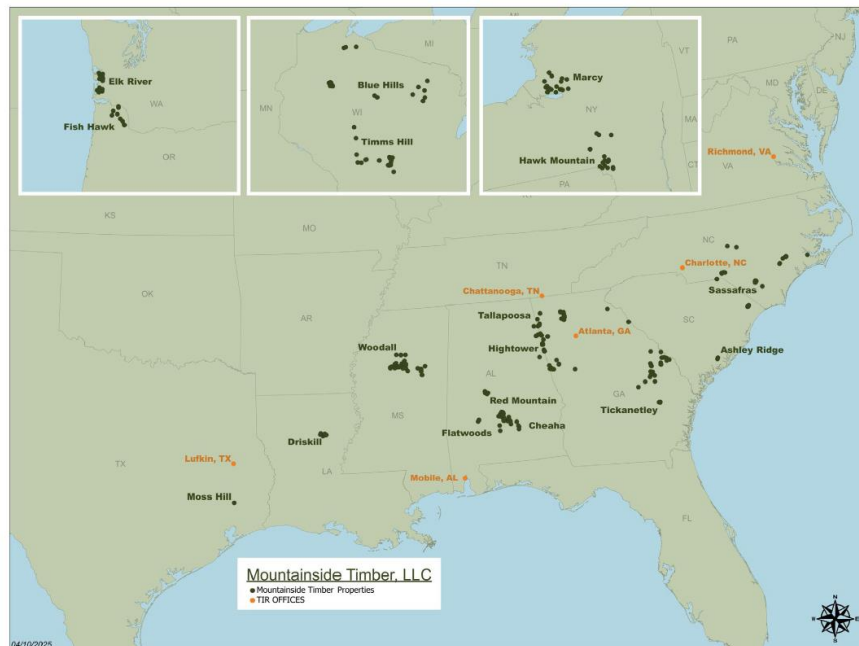 MI
VT
PA
NJ
Elk River
WA
Fish Hawk
OR
MN
Blue Hills
WI
Timms Hill
Marcy
NY
MA
Hawk Mountain
CT
PA
MD
DE
Richmond, VA
VA
KS
MO
OK
AR
TN
NC
Charlotte, NC
Chattanooga, TN
Sassafras
Tallapoosa
SC
Atlanta, GA
Woodall
Hightower
Ashley Ridge
AL
GA
MS
Red Mountain
Tickanetley
Driskill
Flatwoods
Cheaha
TX
Lufkin, TX
LA
Mobile, AL
Moss Hill
FL
Mountainside Timber, LLC
Mountainside Timber Properties
TIR OFFICES
N
W
E
S
04/10/2025